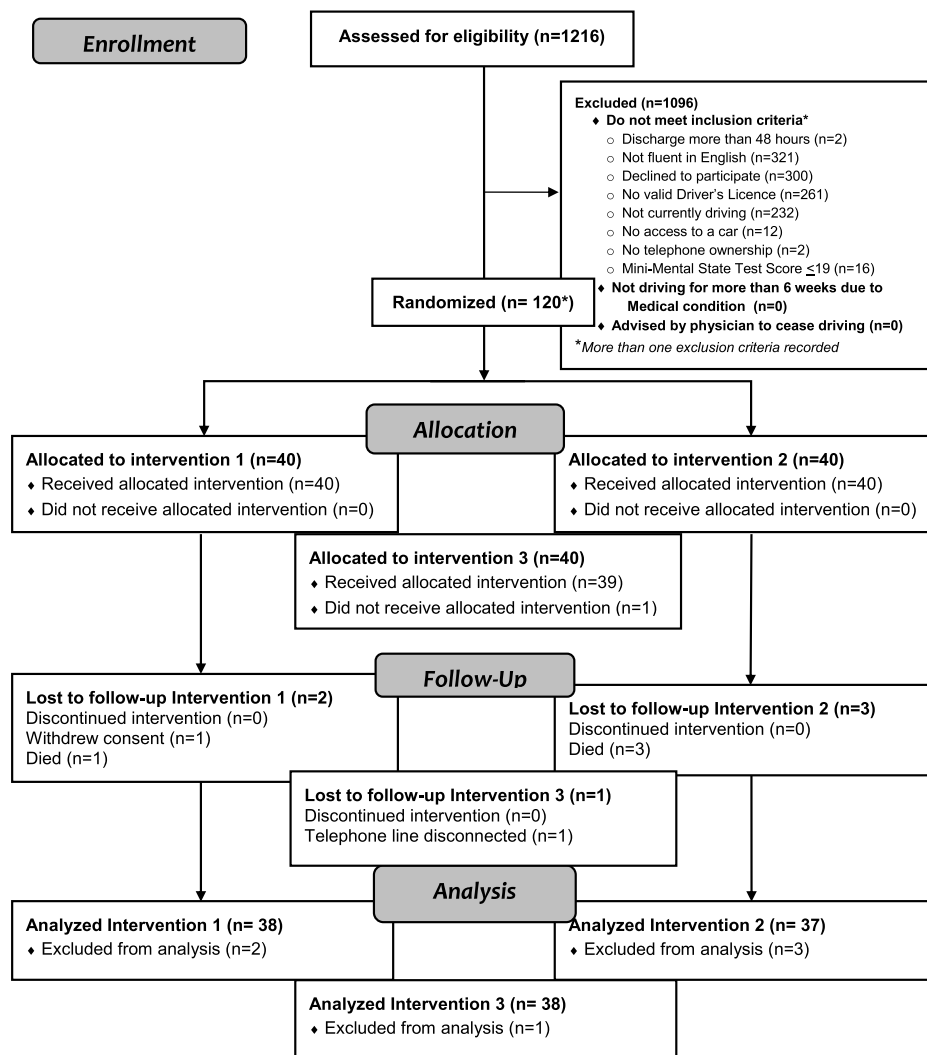 Enrollment
Assessed for eligibility (n=1216)
Excluded (n=1096)
♦ Do not meet inclusion criteria*
○ Discharge more than 48 hours (n=2)
○ Not fluent in English (n=321)
○ Declined to participate (n=300)
○ No valid Driver's Licence (n=261)
○ Not currently driving (n=232)
○ No access to a car (n=12)
○ No telephone ownership (n=2)
○ Mini-Mental State Test Score ≤19 (n=16)
♦ Not driving for more than 6 weeks due to
Medical condition (n=0)
♦ Advised by physician to cease driving (n=0)
*More than one exclusion criteria recorded
Randomized (n= 120*)
Allocation
Allocated to intervention 1 (n=40)
♦ Received allocated intervention (n=40)
♦ Did not receive allocated intervention (n=0)
Allocated to intervention 2 (n=40)
♦ Received allocated intervention (n=40)
♦ Did not receive allocated intervention (n=0)
Allocated to intervention 3 (n=40)
♦ Received allocated intervention (n=39)
♦ Did not receive allocated intervention (n=1)
Follow-Up
Lost to follow-up Intervention 1 (n=2)
Discontinued intervention (n=0)
Withdrew consent (n=1)
Died (n=1)
Lost to follow-up Intervention 2 (n=3)
Discontinued intervention (n=0)
Died (n=3)
Lost to follow-up Intervention 3 (n=1)
Discontinued intervention (n=0)
Telephone line disconnected (n=1)
Analysis
Analyzed Intervention 1 (n= 38)
♦ Excluded from analysis (n=2)
Analyzed Intervention 2 (n= 37)
♦ Excluded from analysis (n=3)
Analyzed Intervention 3 (n= 38)
♦ Excluded from analysis (n=1)